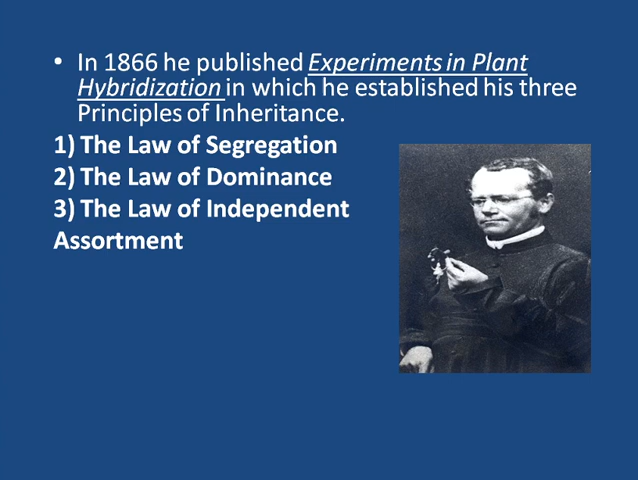 • In 1866 he published Experiments in Plant
Hybridization in which he established his three
Principles of Inheritance.
1) The Law of Segregation
2) The Law of Dominance
3) The Law of Independent
Assortment